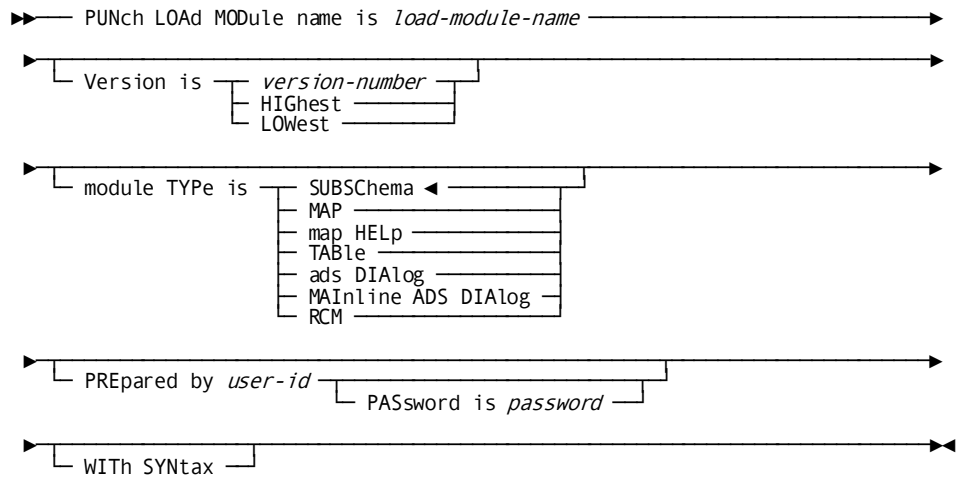 PUNch LOAd MODule name is load-module-name
Version is version-number
HIGhest
LOWest
module TYPe is SUBSChema
MAP
map HELp
TABle
ads DIAlog
MAInline ADS DIAlog
RCM
PREpared by user-id
PASsword is password
WITh SYNtax